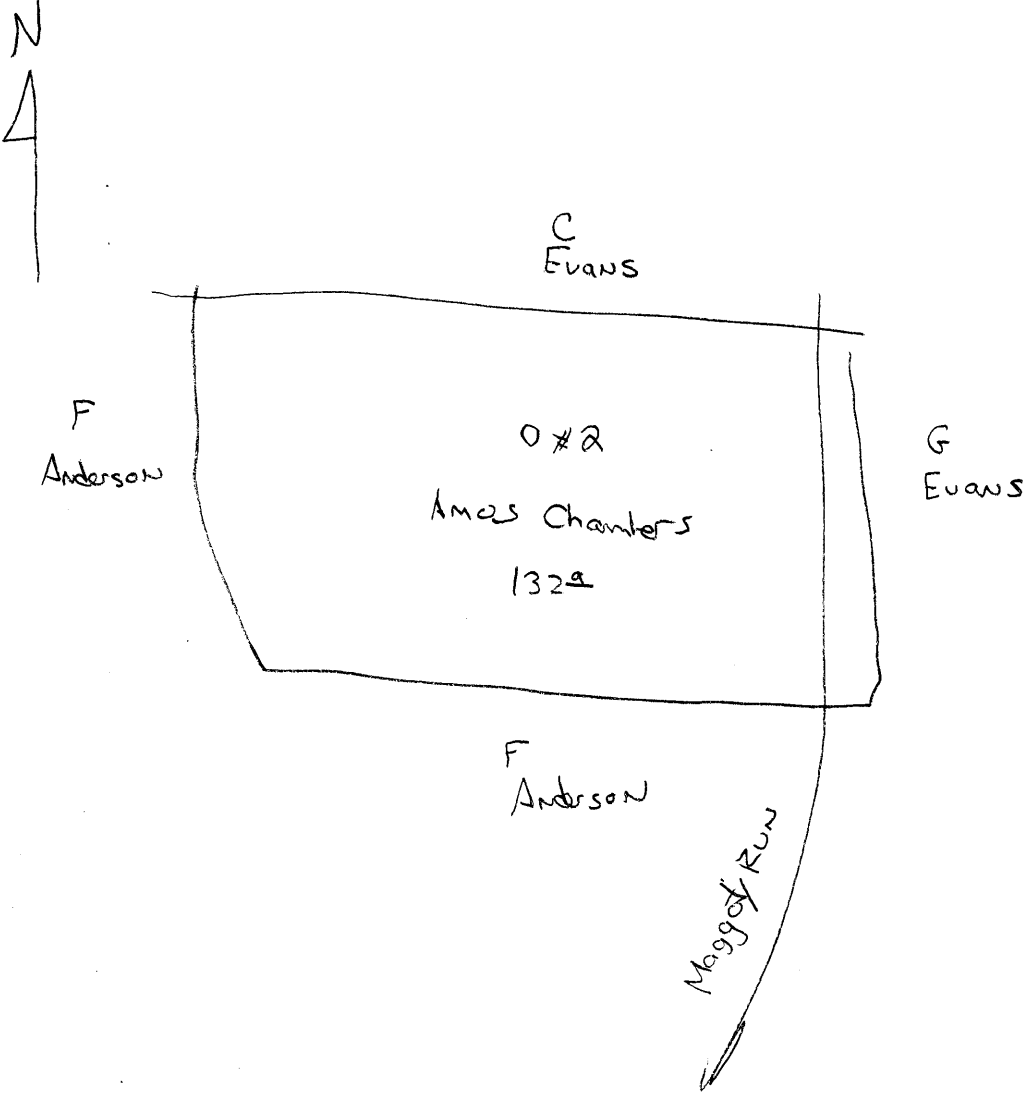 N
C
Evans
F
Anderson
O #2
Amos Chambers
132a
G
Evans
F
Anderson
Maggoty Run